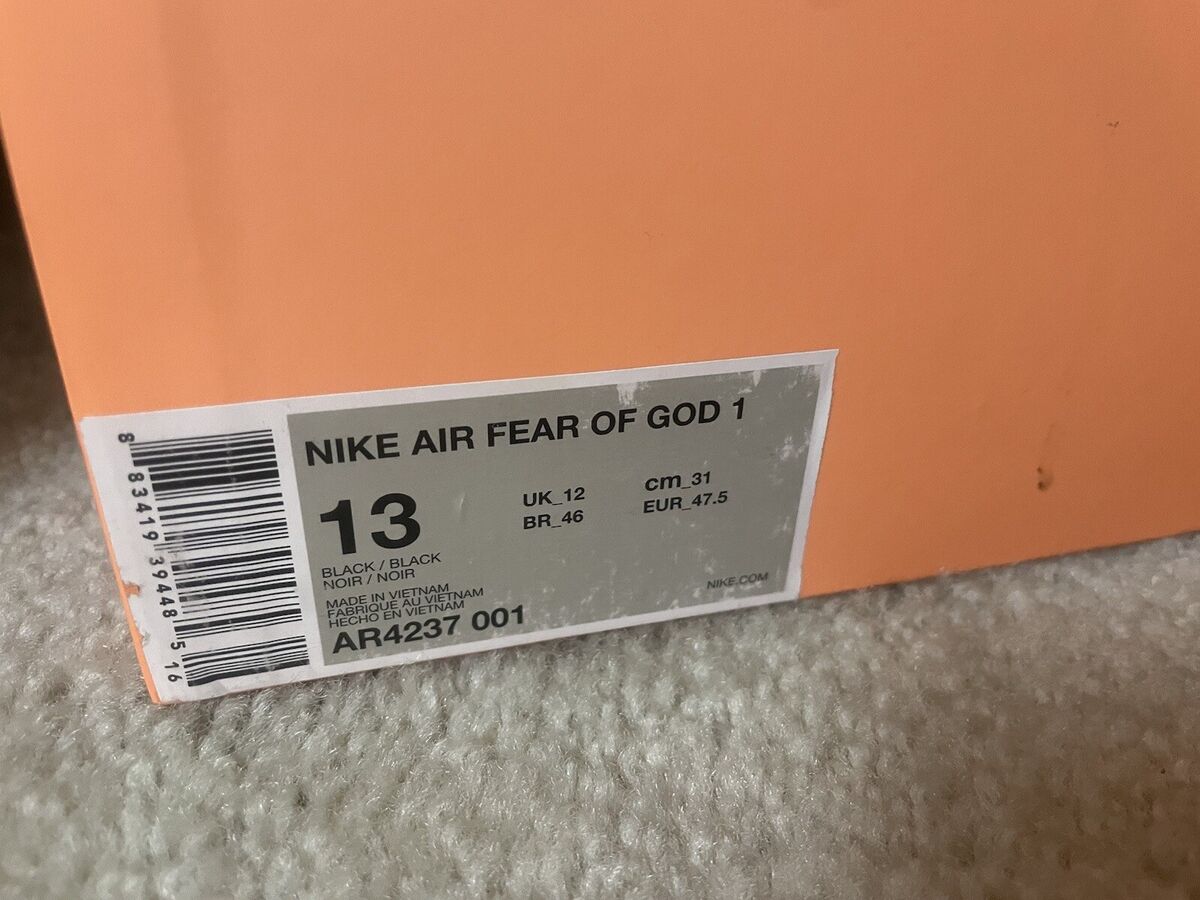 NIKE AIR FEAR OF GOD 1
13
UK_12
cm_31
BR_46
EUR_47.5
BLACK / BLACK
NOIR / NOIR
MADE IN VIETNAM
FABRIQUE AU VIETNAM
HECHO EN VIETNAM
AR4237 001
NIKE.COM
8 83419 39448 5 16